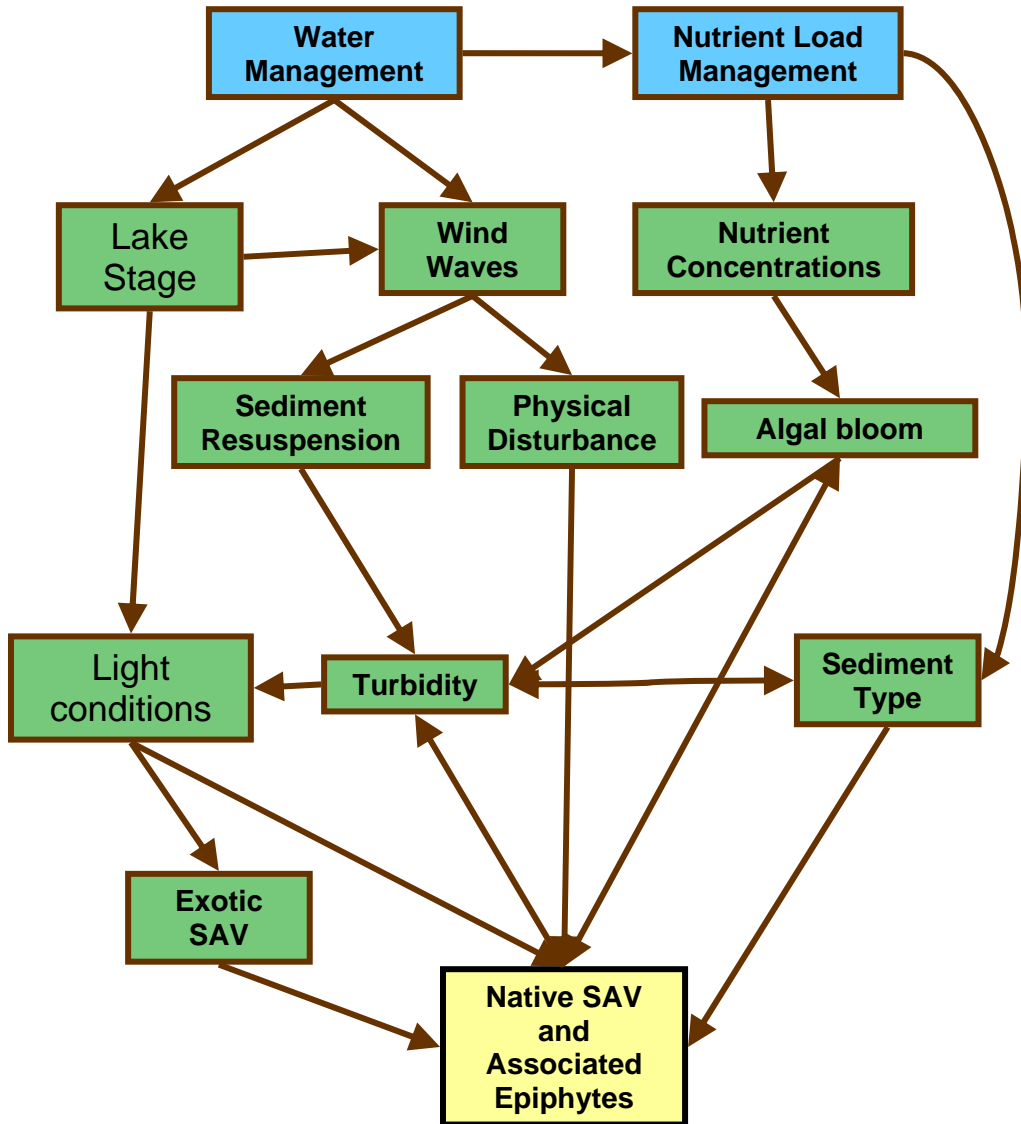 Water
Management
Nutrient Load
Management
Lake
Stage
Wind
Waves
Nutrient
Concentrations
Sediment
Resuspension
Physical
Disturbance
Algal bloom
Light
conditions
Turbidity
Sediment
Type
Exotic
SAV
Native SAV
and
Associated
Epiphytes